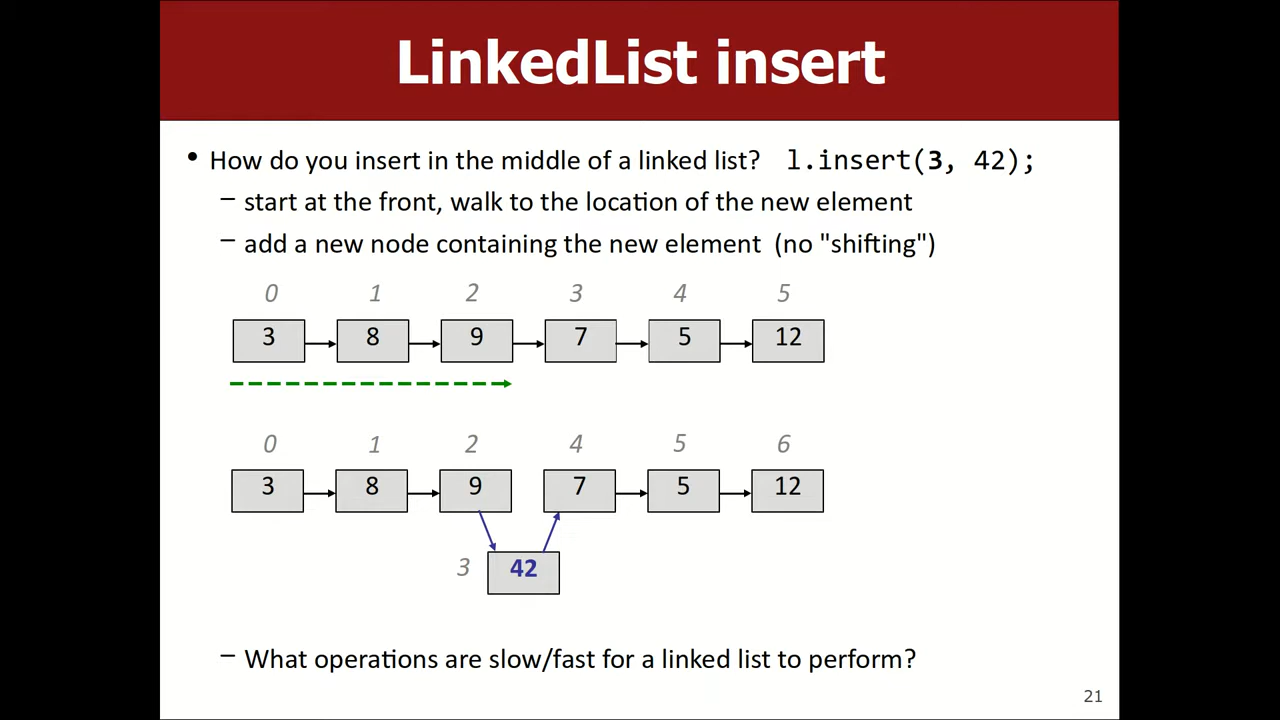 LinkedList insert
• How do you insert in the middle of a linked list? l.insert(3, 42);
– start at the front, walk to the location of the new element
– add a new node containing the new element (no "shifting")
0 1 2 3 4 5
3 8 9 7 5 12
0 1 2 4 5 6
3 8 9 7 5 12
3 42
– What operations are slow/fast for a linked list to perform?
21